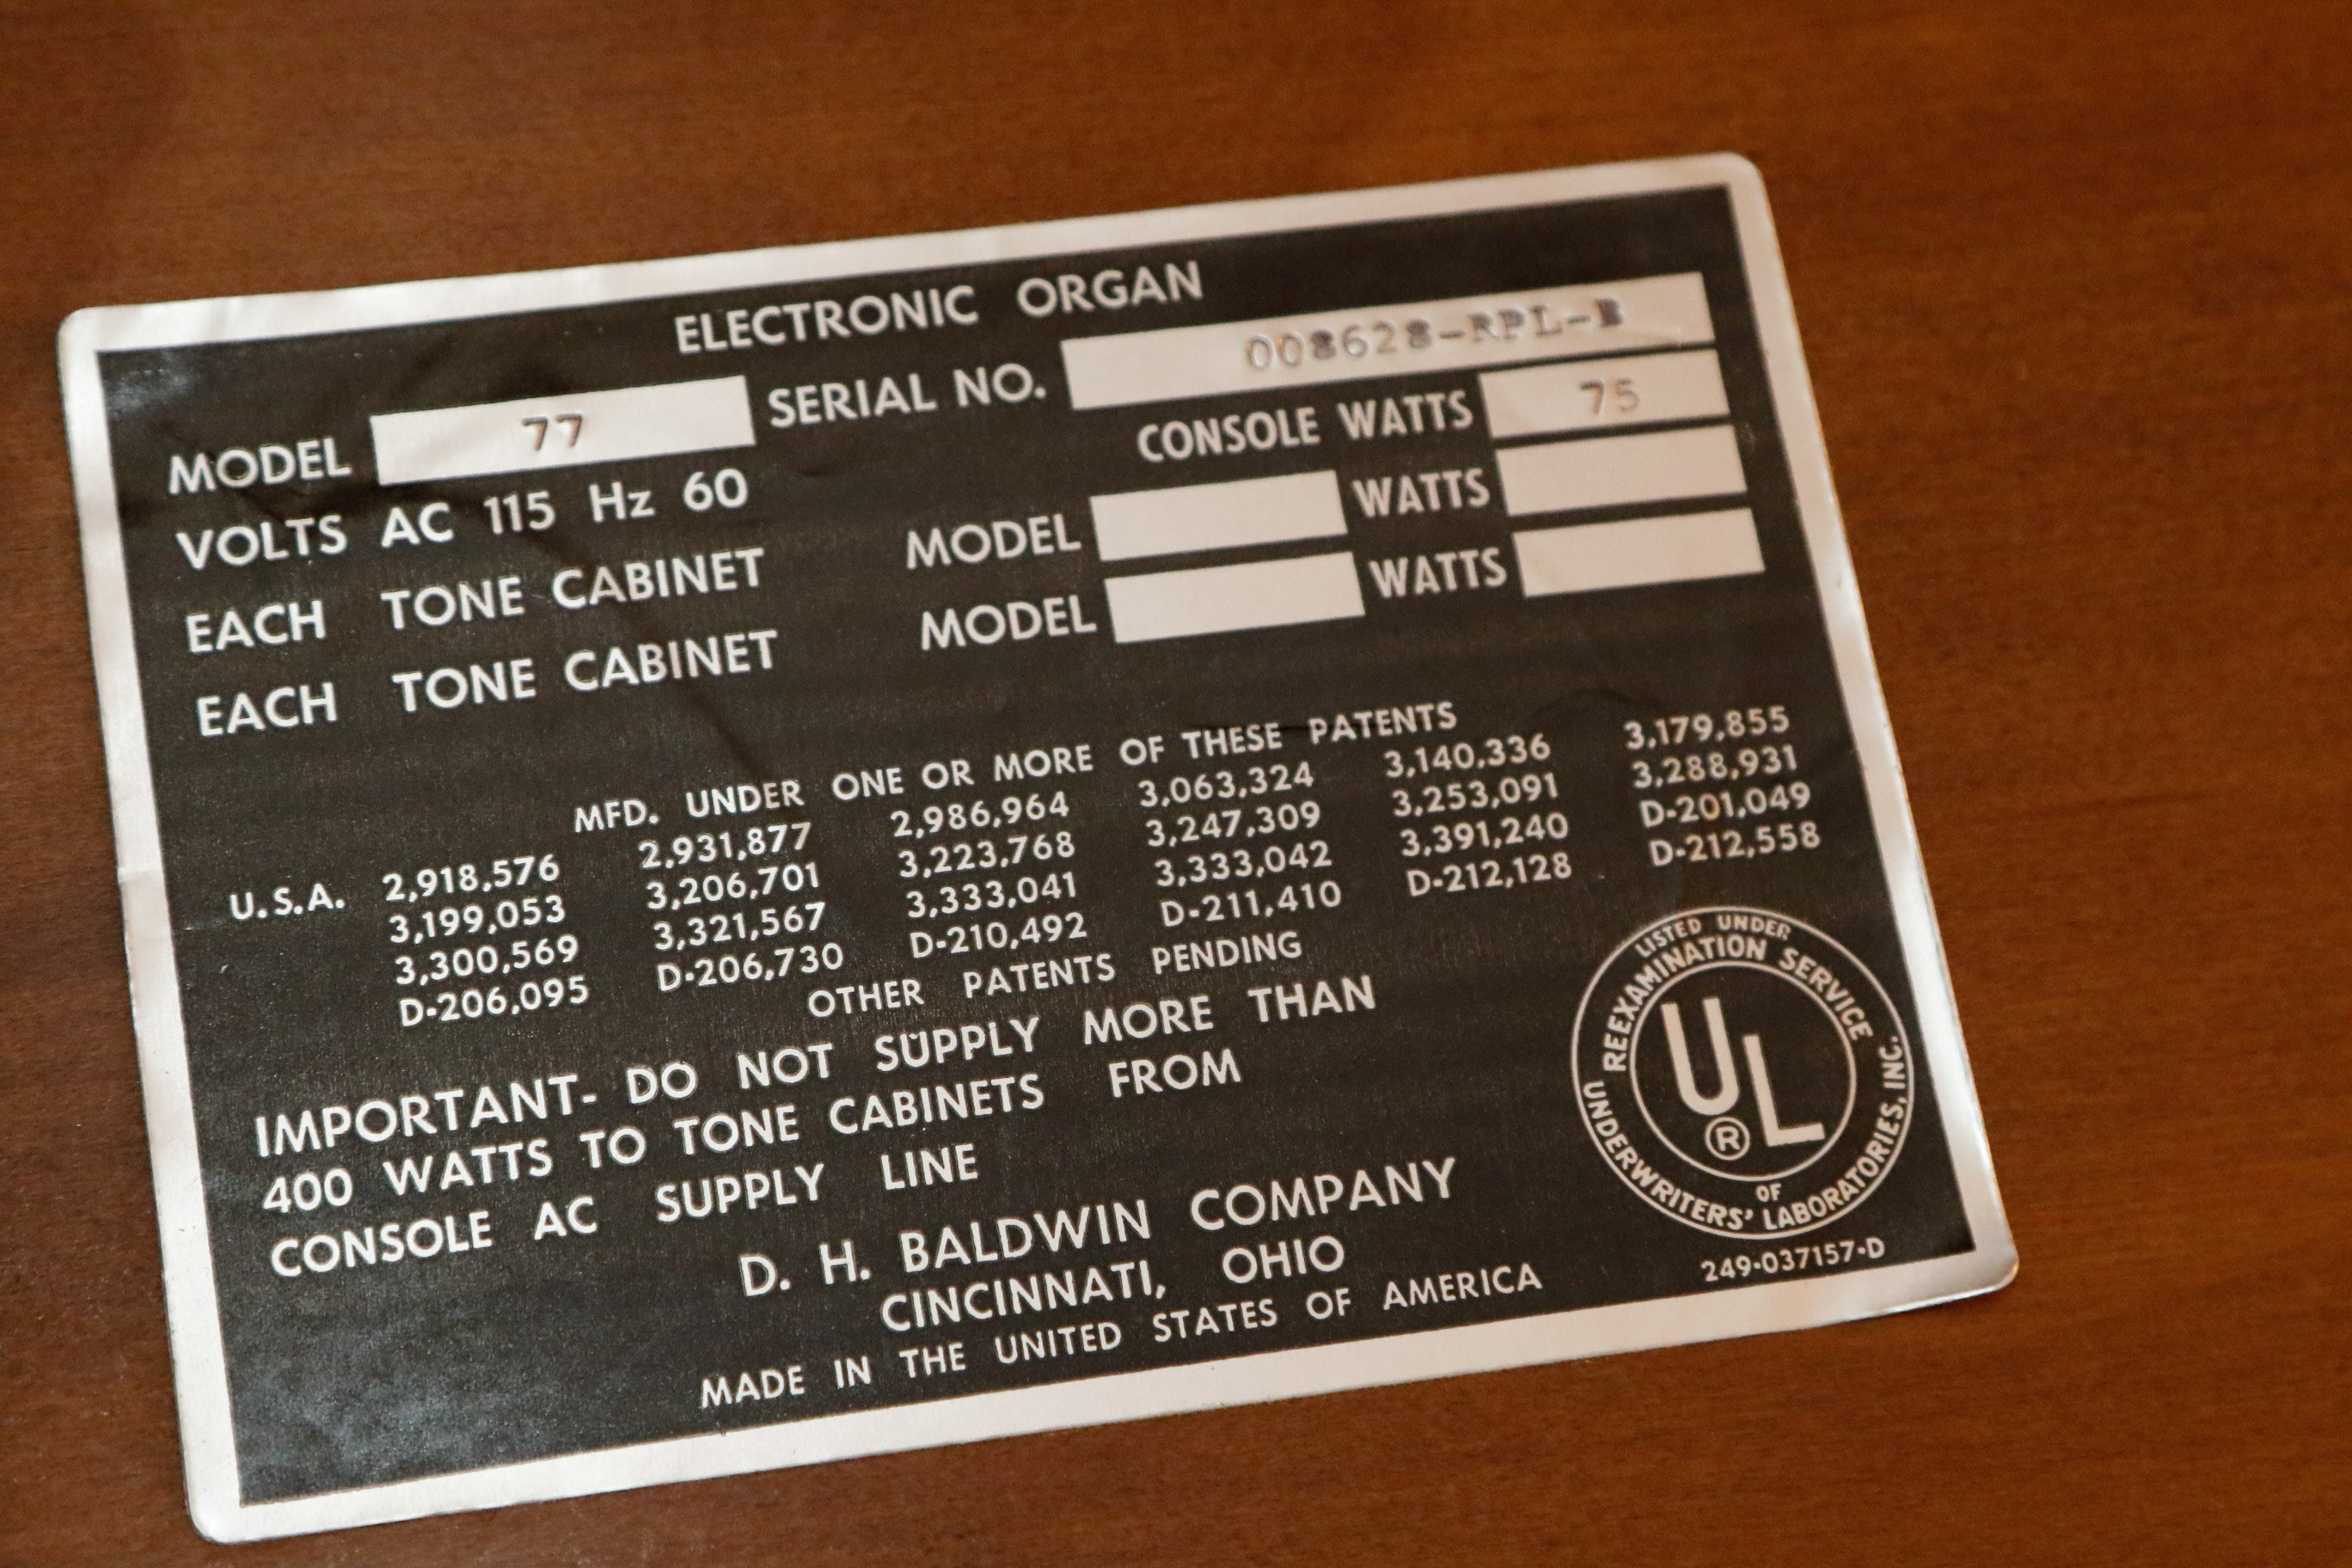 ELECTRONIC ORGAN
MODEL 77 SERIAL NO. 008628-RPL-B
VOLTS AC 115 Hz 60 CONSOLE WATTS 75
EACH TONE CABINET MODEL WATTS
EACH TONE CABINET MODEL WATTS
MFD. UNDER ONE OR MORE OF THESE PATENTS
U.S.A. 2,918,576 2,931,877 2,986,964 3,063,324 3,140,336 3,179,855
3,199,053 3,206,701 3,223,768 3,247,309 3,253,091 3,288,931
3,300,569 3,321,567 3,333,041 3,333,042 3,391,240 D-201,049
D-206,095 D-206,730 D-210,492 D-211,410 D-212,128 D-212,558
OTHER PATENTS PENDING
IMPORTANT- DO NOT SUPPLY MORE THAN
400 WATTS TO TONE CABINETS FROM
CONSOLE AC SUPPLY LINE
LISTED UNDER
REEXAMINATION SERVICE
UL ®
OF
UNDERWRITERS' LABORATORIES, INC.
249-037157-D
D. H. BALDWIN COMPANY
CINCINNATI, OHIO
MADE IN THE UNITED STATES OF AMERICA